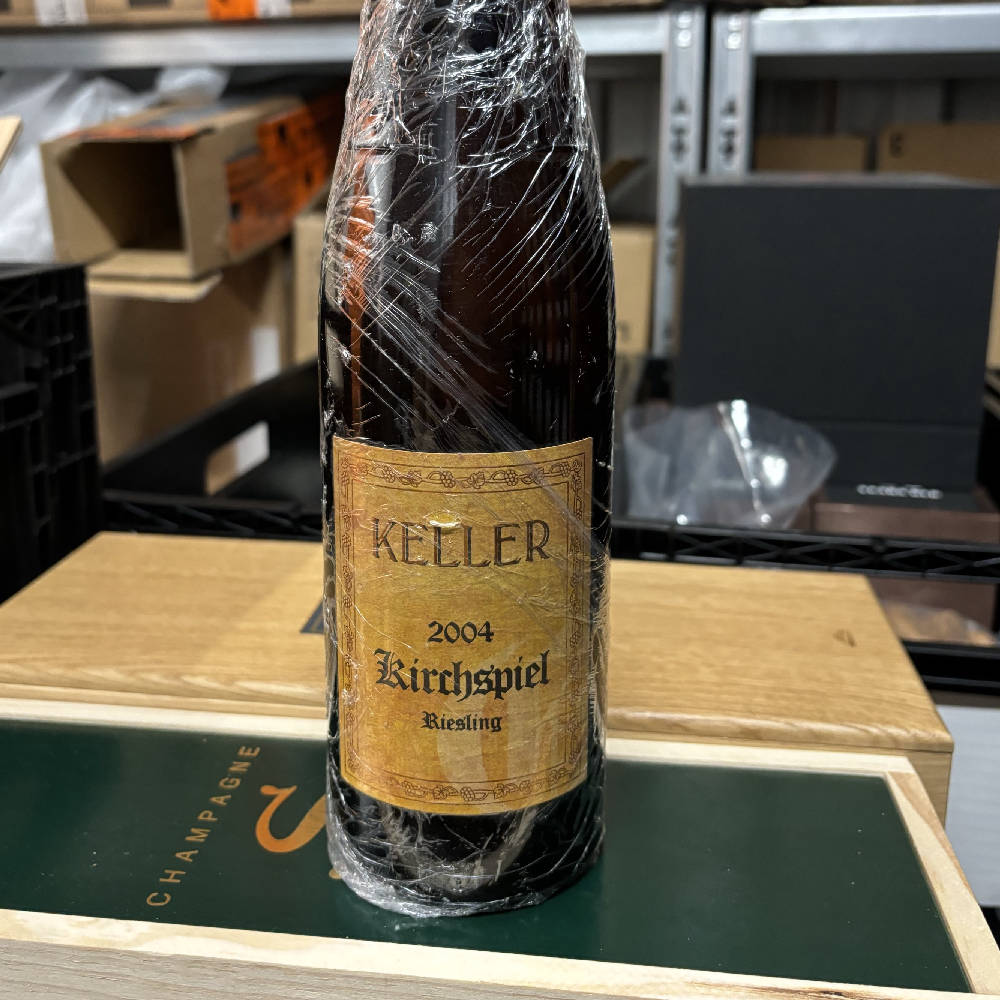 KELLER
2004
Kirchspiel
Riesling
CHAMPAGNE